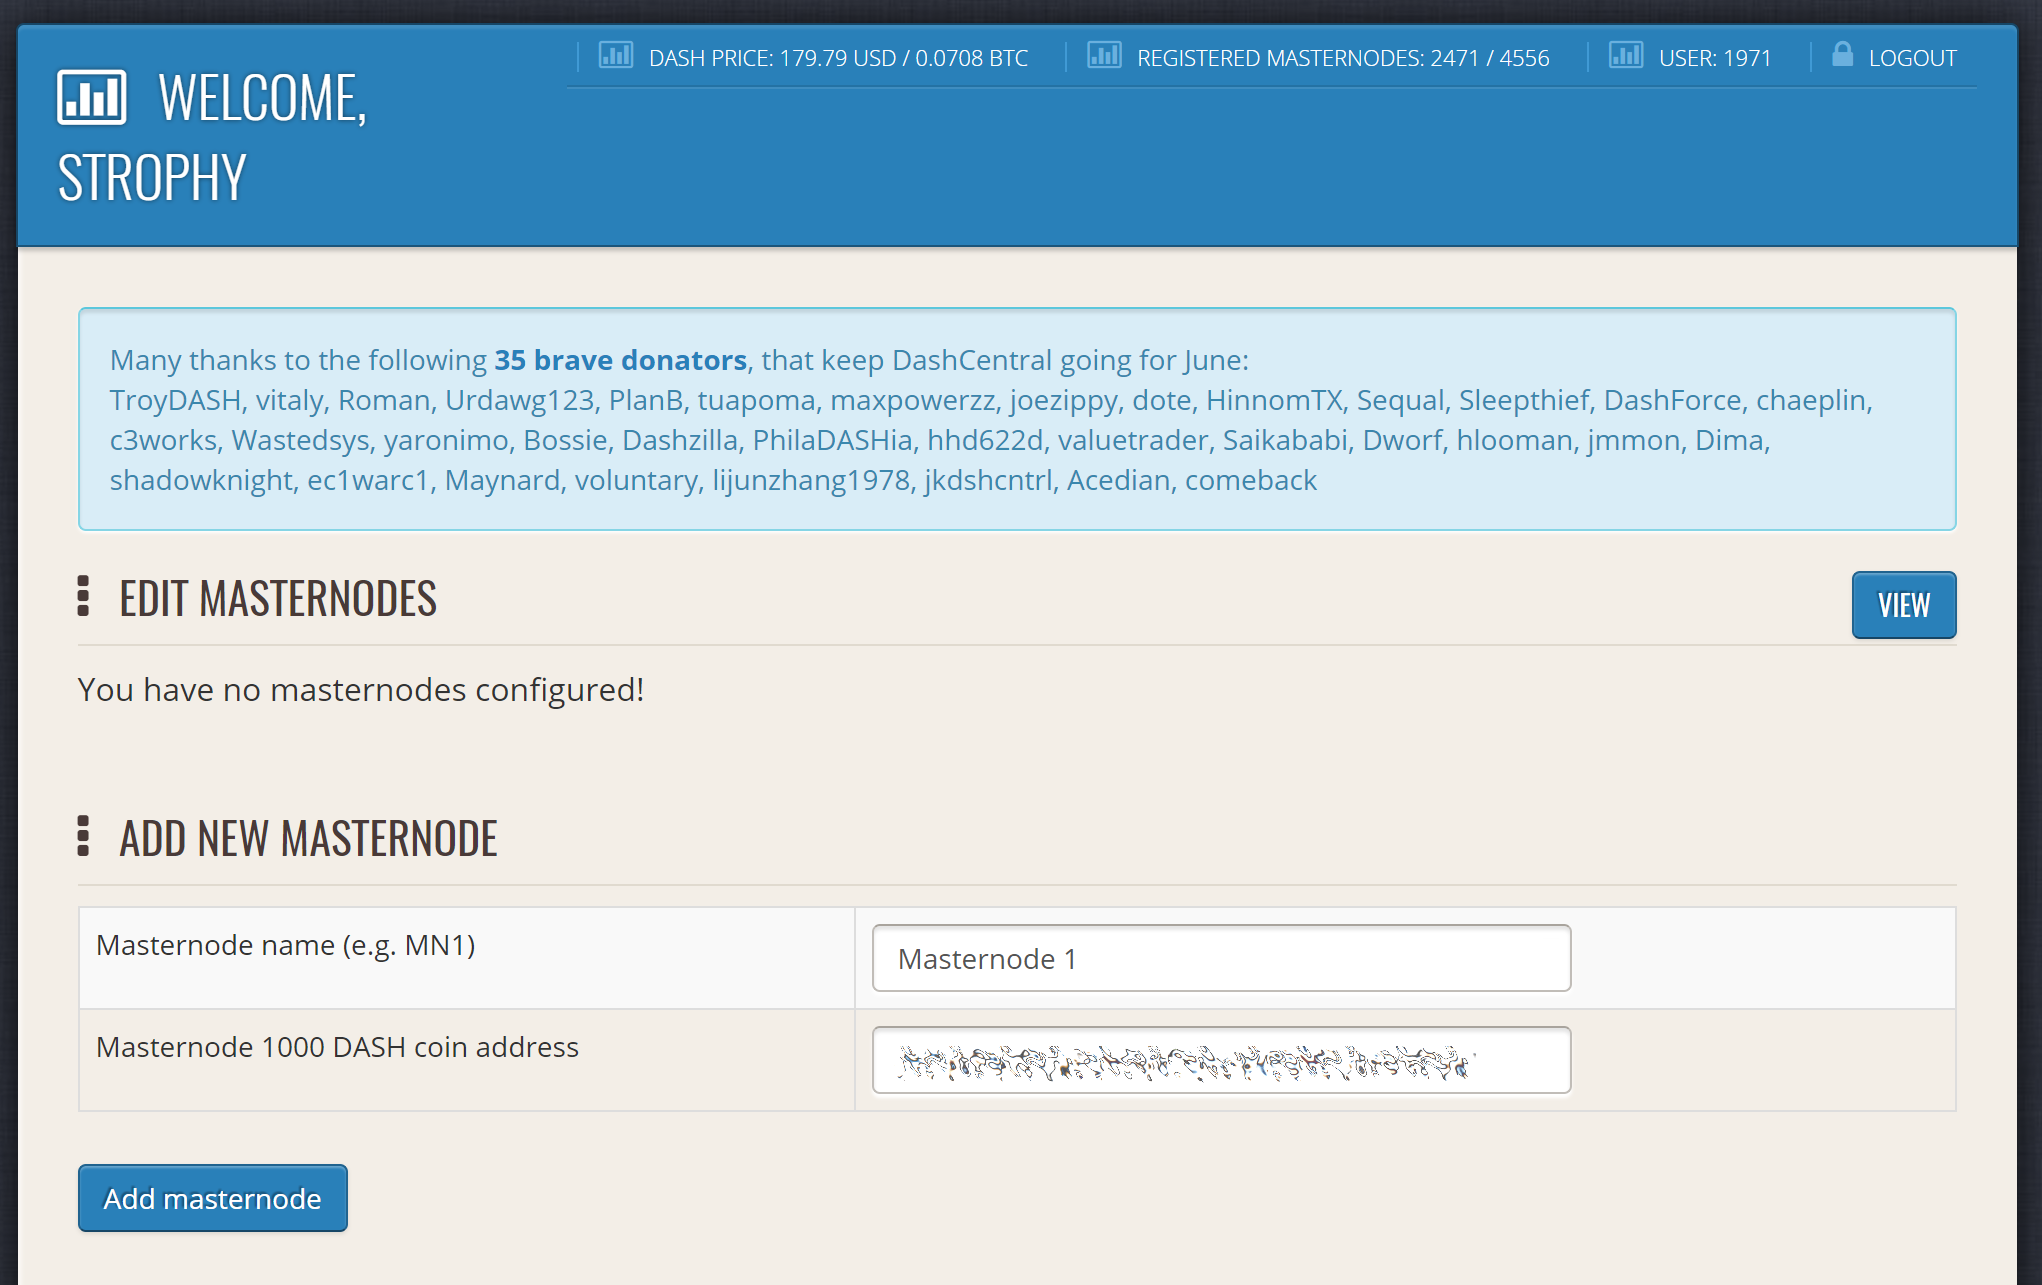 DASH PRICE: 179.79 USD / 0.0708 BTC
REGISTERED MASTERNODES: 2471 / 4556
USER: 1971
LOGOUT
WELCOME,
STROPHY
Many thanks to the following 35 brave donators, that keep DashCentral going for June:
TroyDASH, vitaly, Roman, Urdawg123, PlanB, tuapoma, maxpowerzz, joezippy, dote, HinnomTX, Sequal, Sleepthief, DashForce, chaeplin,
c3works, Wastedsys, yaronimo, Bossie, Dashzilla, PhilaDASHia, hhd622d, valuetrader, Saikababi, Dworf, hlooman, jmmon, Dima,
shadowknight, ec1warc1, Maynard, voluntary, lijunzhang1978, jkdshcntrl, Acedian, comeback
EDIT MASTERNODES
VIEW
You have no masternodes configured!
ADD NEW MASTERNODE
Masternode name (e.g. MN1)
Masternode 1
Masternode 1000 DASH coin address
Add masternode